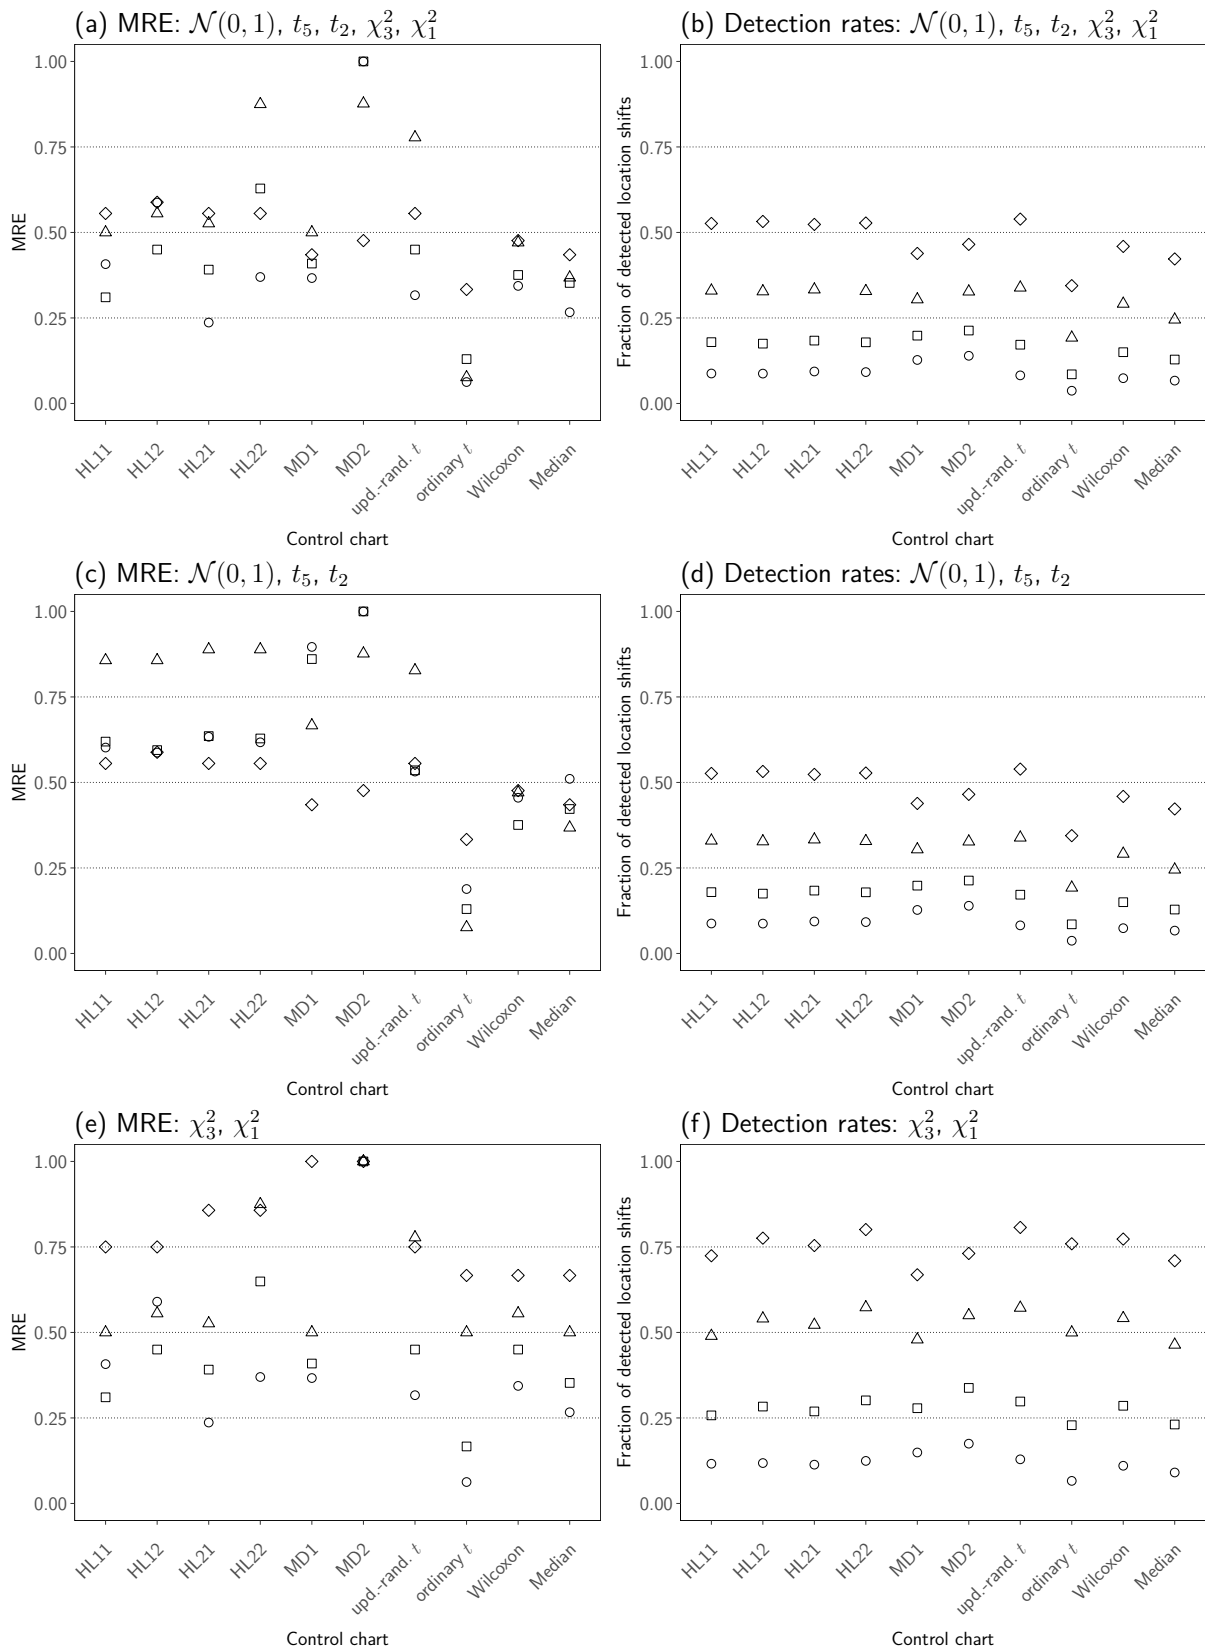 (a) MRE: 𝒩(0, 1), t₅, t₂, χ²₃, χ²₁
MRE
1.00
0.75
0.50
0.25
0.00
HL11
HL12
HL21
HL22
MD1
MD2
upd.-rand. t
ordinary t
Wilcoxon
Median
Control chart
(b) Detection rates: 𝒩(0, 1), t₅, t₂, χ²₃, χ²₁
Fraction of detected location shifts
1.00
0.75
0.50
0.25
0.00
HL11
HL12
HL21
HL22
MD1
MD2
upd.-rand. t
ordinary t
Wilcoxon
Median
Control chart
(c) MRE: 𝒩(0, 1), t₅, t₂
MRE
1.00
0.75
0.50
0.25
0.00
HL11
HL12
HL21
HL22
MD1
MD2
upd.-rand. t
ordinary t
Wilcoxon
Median
Control chart
(d) Detection rates: 𝒩(0, 1), t₅, t₂
Fraction of detected location shifts
1.00
0.75
0.50
0.25
0.00
HL11
HL12
HL21
HL22
MD1
MD2
upd.-rand. t
ordinary t
Wilcoxon
Median
Control chart
(e) MRE: χ²₃, χ²₁
MRE
1.00
0.75
0.50
0.25
0.00
HL11
HL12
HL21
HL22
MD1
MD2
upd.-rand. t
ordinary t
Wilcoxon
Median
Control chart
(f) Detection rates: χ²₃, χ²₁
Fraction of detected location shifts
1.00
0.75
0.50
0.25
0.00
HL11
HL12
HL21
HL22
MD1
MD2
upd.-rand. t
ordinary t
Wilcoxon
Median
Control chart